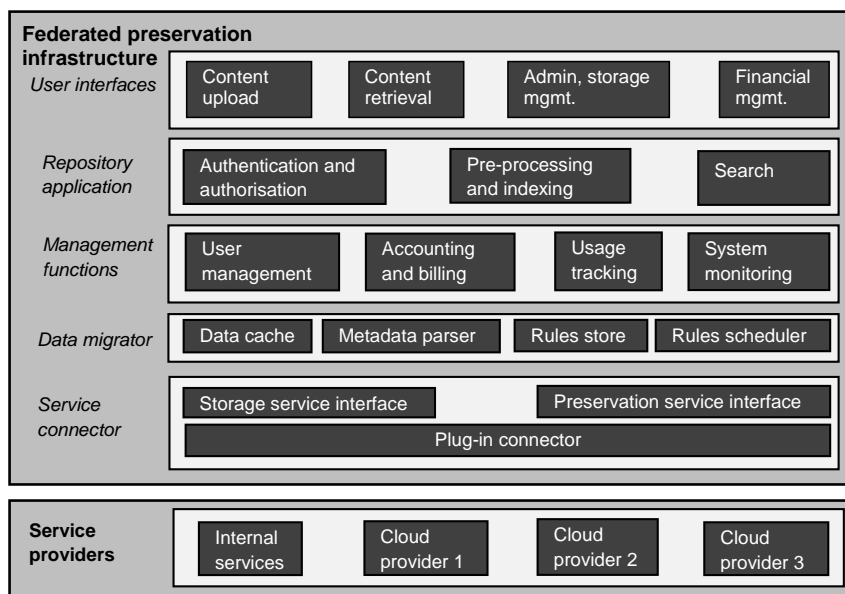 Federated preservation
infrastructure
User interfaces
Content
upload
Content
retrieval
Admin, storage
mgmt.
Financial
mgmt.
Repository
application
Authentication and
authorisation
Pre-processing
and indexing
Search
Management
functions
User
management
Accounting
and billing
Usage
tracking
System
monitoring
Data migrator
Data cache
Metadata parser
Rules store
Rules scheduler
Service
connector
Storage service interface
Preservation service interface
Plug-in connector
Service
providers
Internal
services
Cloud
provider 1
Cloud
provider 2
Cloud
provider 3